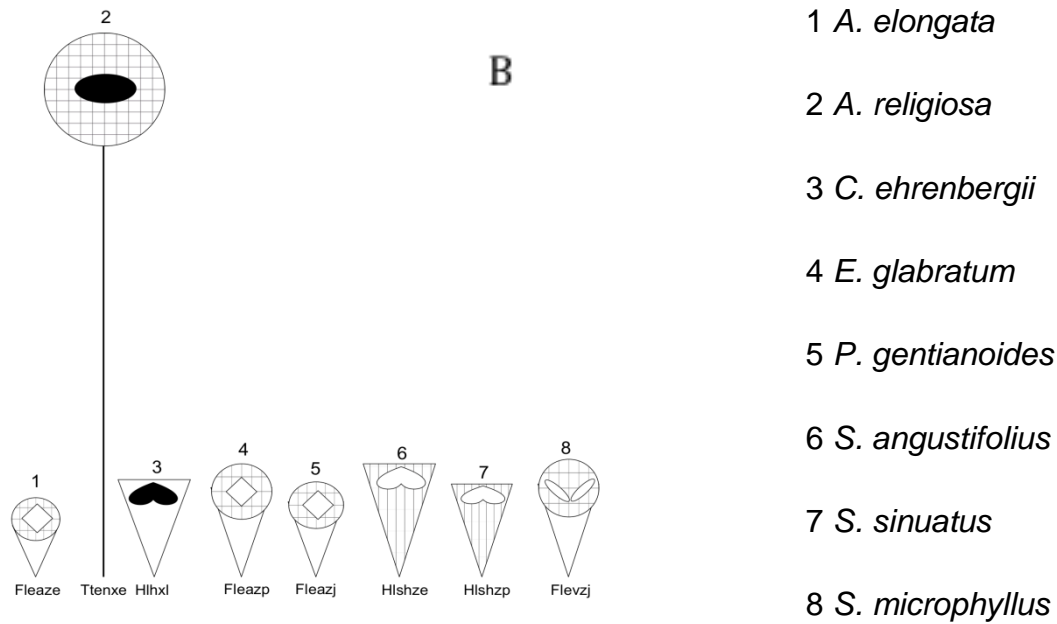 2
B
1
3
4
5
6
7
8
Fleaze Ttenxe Hlhxl Fleazp Fleazj Hlshze Hlshzp Flevzj
1 A. elongata
2 A. religiosa
3 C. ehrenbergii
4 E. glabratum
5 P. gentianoides
6 S. angustifolius
7 S. sinuatus
8 S. microphyllus